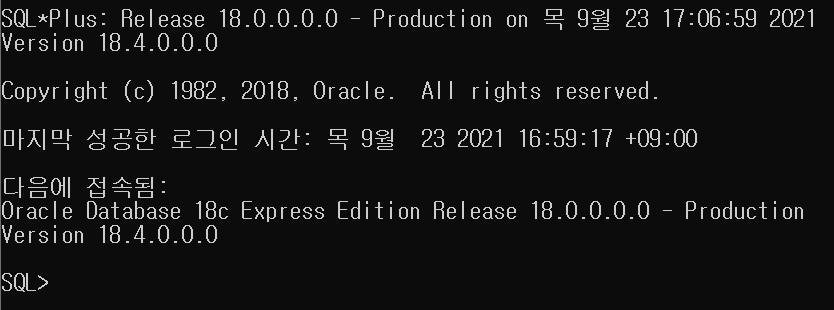 SQL*Plus: Release 18.0.0.0.0 - Production on 목 9월 23 17:06:59 2021
Version 18.4.0.0.0
Copyright (c) 1982, 2018, Oracle.  All rights reserved.
마지막 성공한 로그인 시간: 목 9월  23 2021 16:59:17 +09:00
다음에 접속됨:
Oracle Database 18c Express Edition Release 18.0.0.0.0 - Production
Version 18.4.0.0.0
SQL>